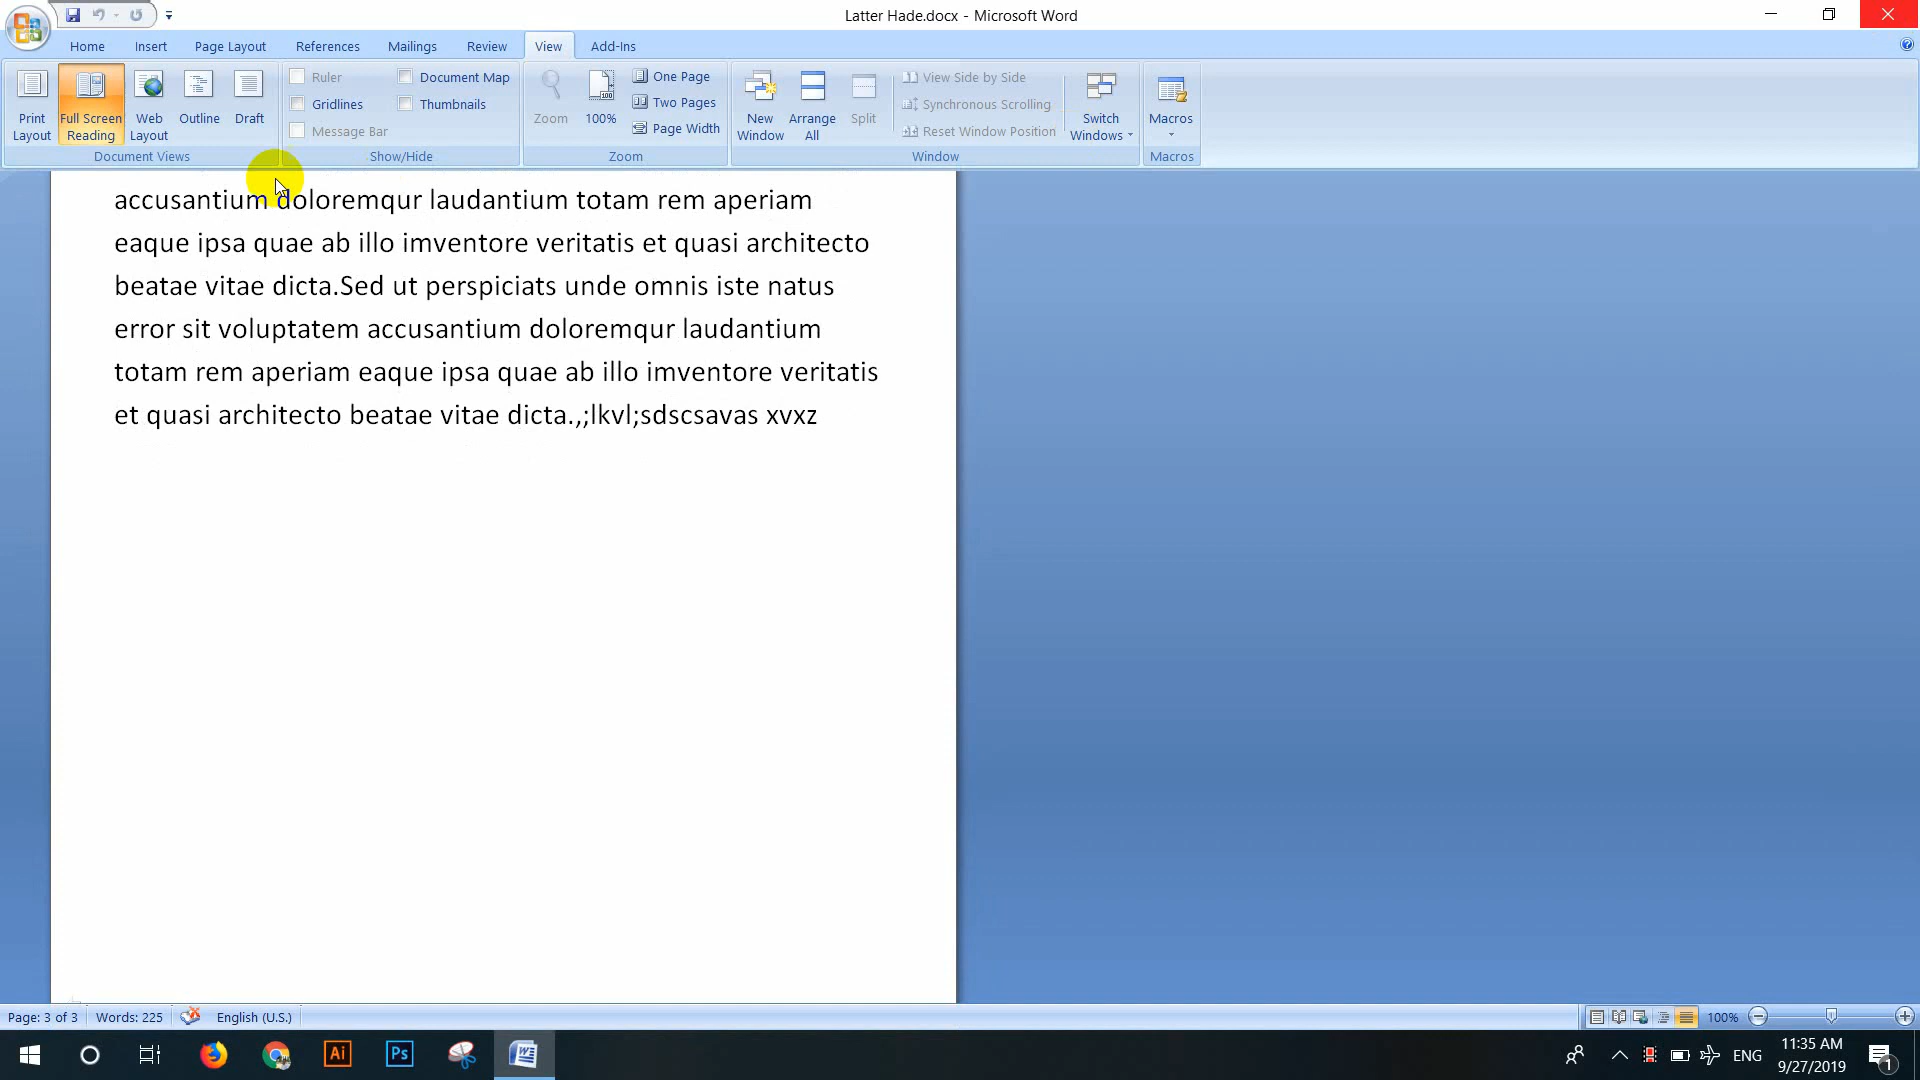 Latter Hade.docx - Microsoft Word
Home Insert Page Layout References Mailings Review View Add-Ins
Print Layout
Full Screen Reading
Web Layout
Outline
Draft
Document Views
Ruler
Gridlines
Message Bar
Document Map
Thumbnails
Show/Hide
Zoom
100%
One Page
Two Pages
Page Width
Zoom
New Window
Arrange All
Split
View Side by Side
Synchronous Scrolling
Reset Window Position
Switch Windows
Window
Macros
Macros
accusantium doloremqur laudantium totam rem aperiam
eaque ipsa quae ab illo imventore veritatis et quasi architecto
beatae vitae dicta.Sed ut perspiciats unde omnis iste natus
error sit voluptatem accusantium doloremqur laudantium
totam rem aperiam eaque ipsa quae ab illo imventore veritatis
et quasi architecto beatae vitae dicta.,;lkvl;sdscsavas xvxz
Page: 3 of 3 Words: 225 English (U.S.) 100%
Ai Ps ENG 11:35 AM
9/27/2019 1